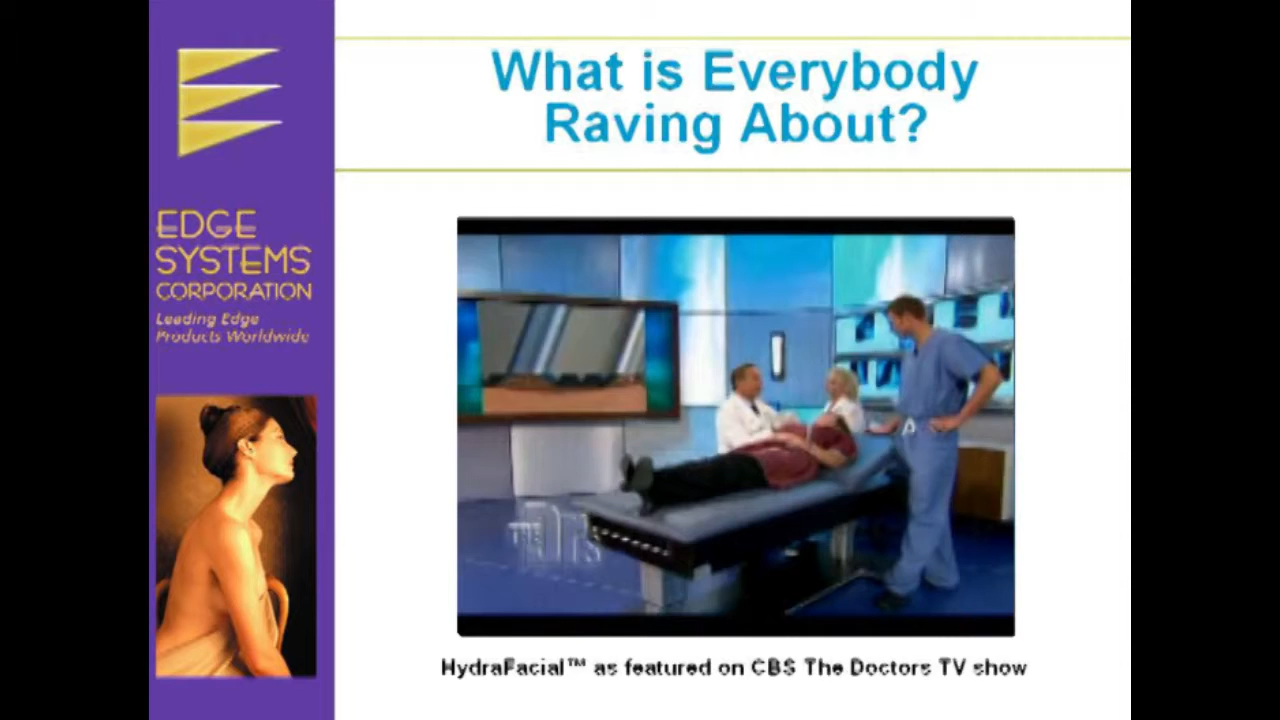 What is Everybody
Raving About?
EDGE
SYSTEMS
CORPORATION
Leading Edge
Products Worldwide
HydraFacial™ as featured on CBS The Doctors TV show